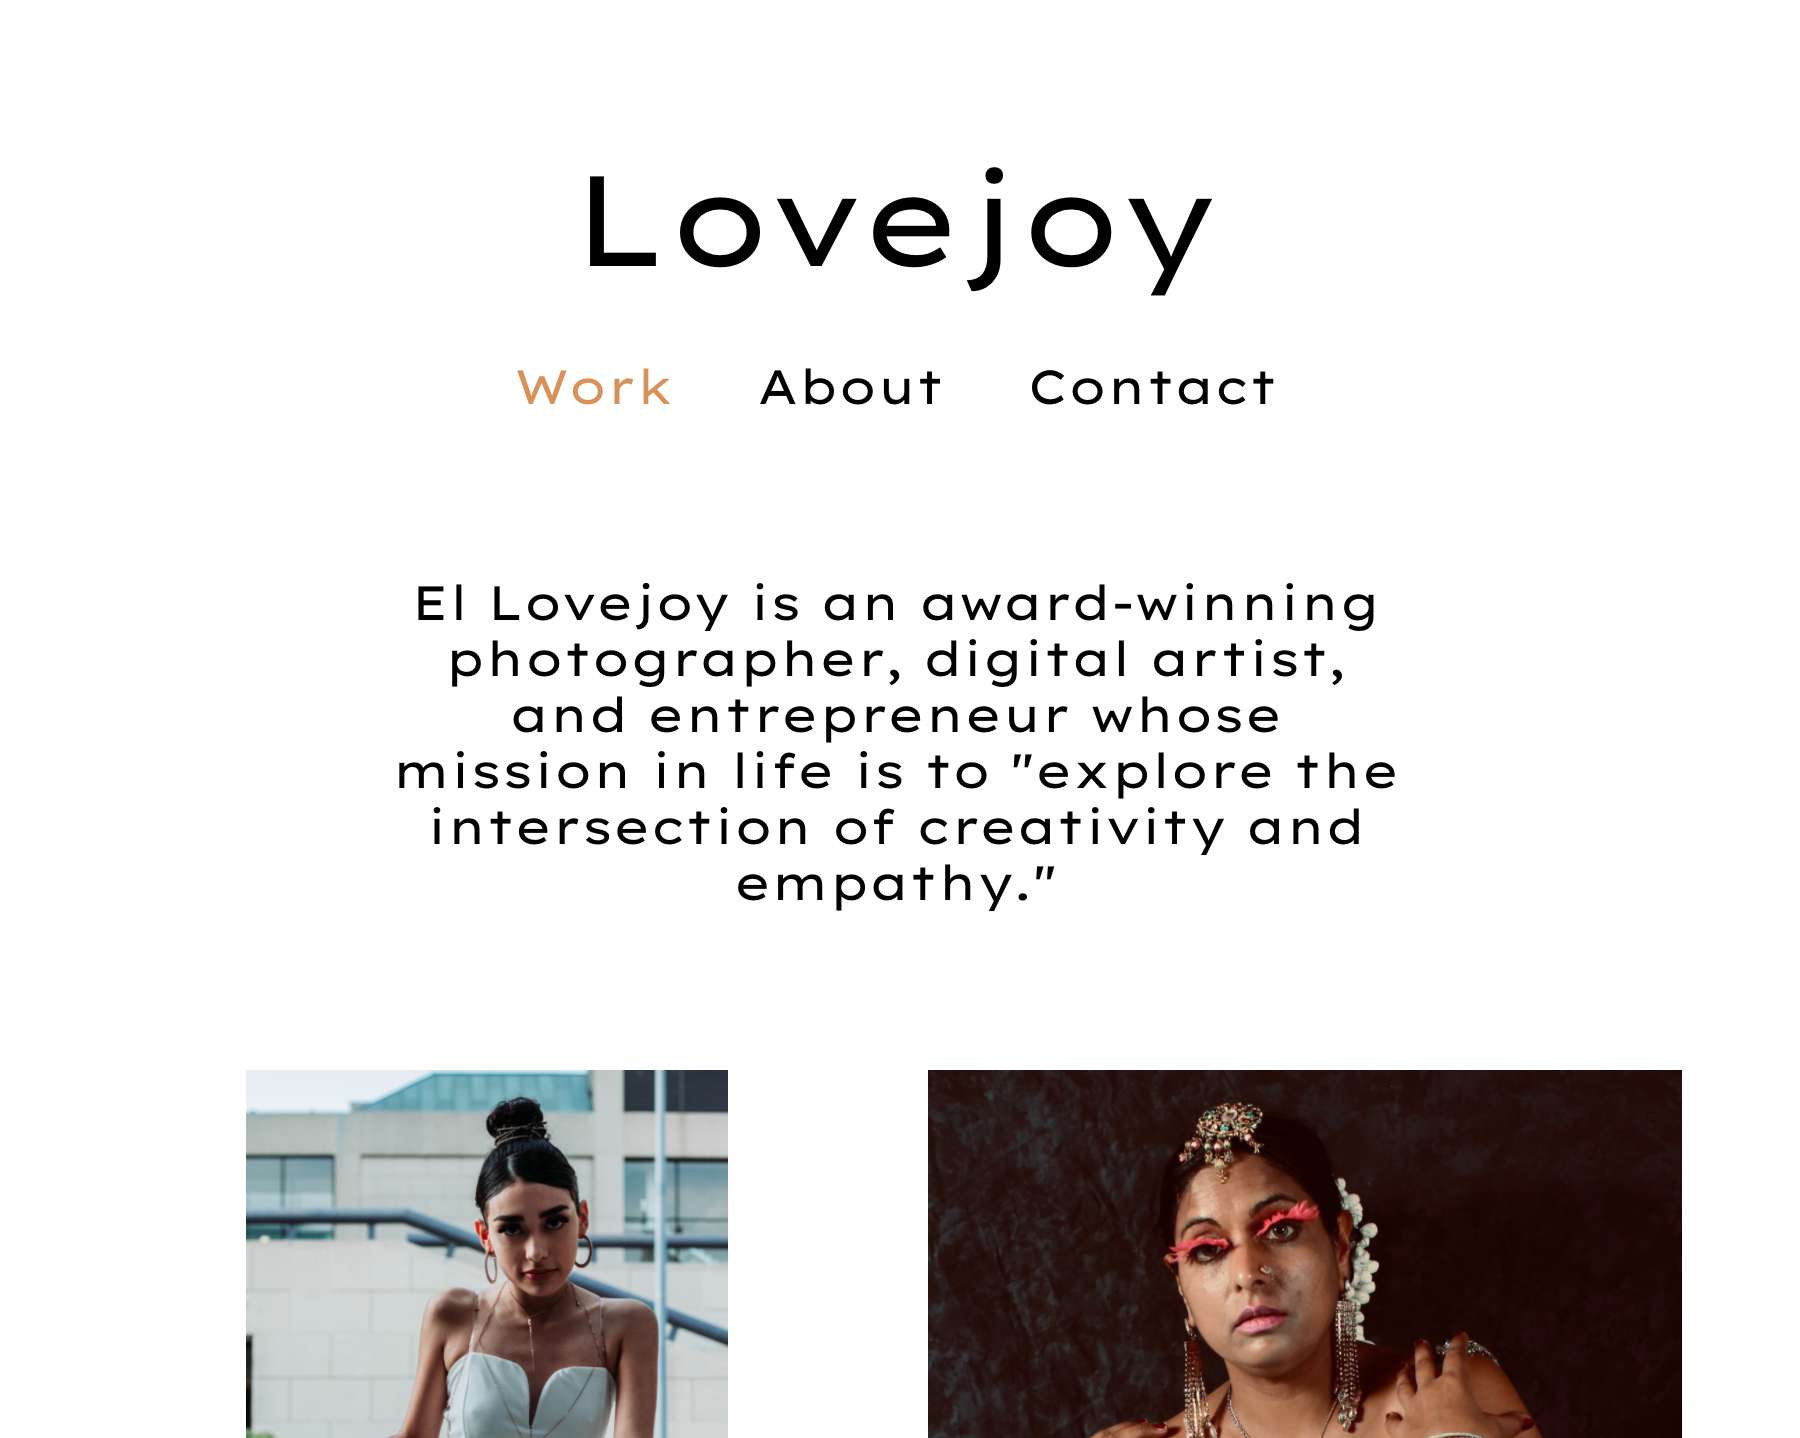 Lovejoy
Work About Contact
El Lovejoy is an award-winning
photographer, digital artist,
and entrepreneur whose
mission in life is to "explore the
intersection of creativity and
empathy."